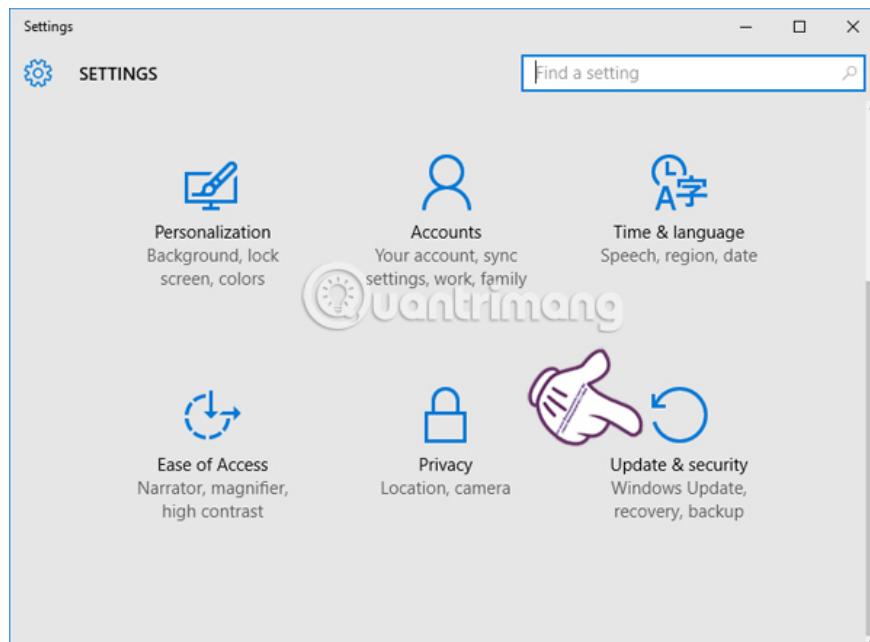 Settings
SETTINGS
Find a setting
Personalization
Background, lock
screen, colors
Accounts
Your account, sync
settings, work, family
Time & language
Speech, region, date
Quantrimang
Ease of Access
Narrator, magnifier,
high contrast
Privacy
Location, camera
Update & security
Windows Update,
recovery, backup